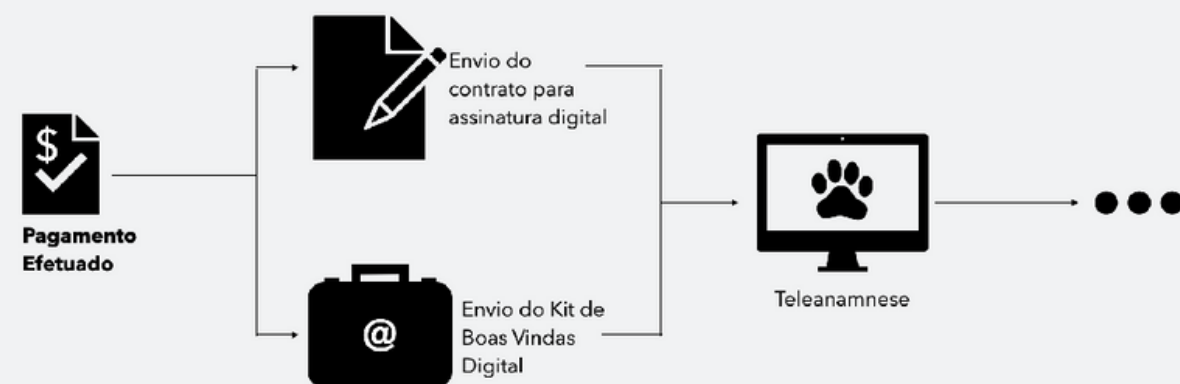 $
Pagamento
Efetuado
Envio do
contrato para
assinatura digital
@
Envio do Kit de
Boas Vindas
Digital
Teleanamnese